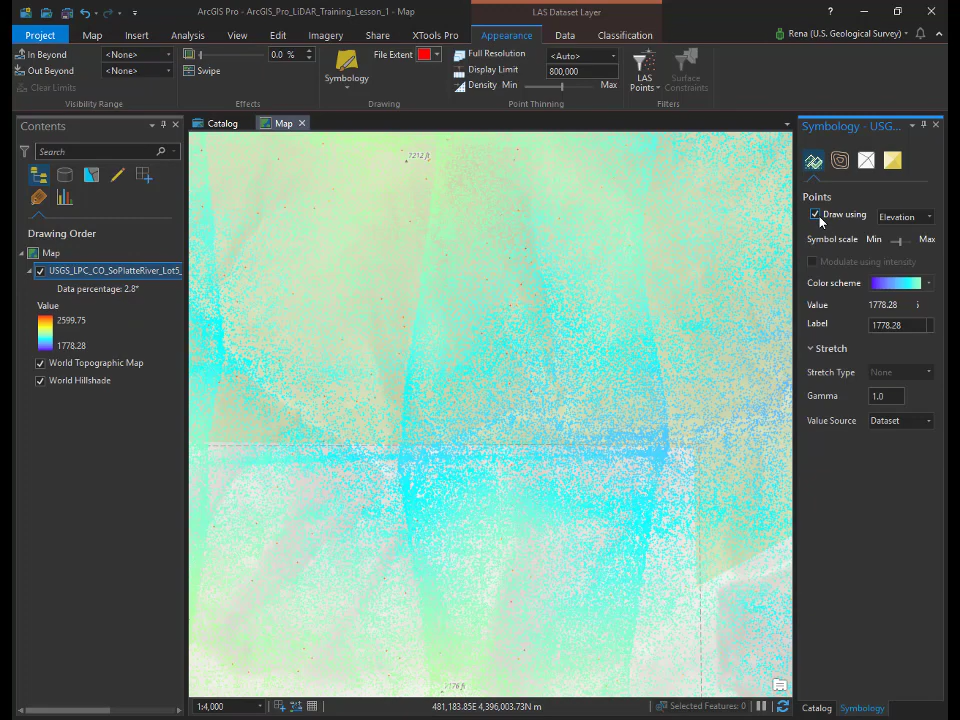 ArcGIS Pro - ArcGIS_Pro_LiDAR_Training_Lesson_1 - Map
LAS Dataset Layer
?
Project Map Insert Analysis View Edit Imagery Share XTools Pro Appearance Data Classification
Rena (U.S. Geological Survey)
In Beyond <None>
Out Beyond <None>
Clear Limits
Visibility Range
0.0 %
Swipe
Effects
Symbology
File Extent
Drawing
Full Resolution <Auto>
Display Limit 800,000
Density Min Max
Point Thinning
LAS Points
Surface Constraints
Filters
Contents
Search
Drawing Order
Map
USGS_LPC_CO_SoPlatteRiver_Lot5_
Data percentage: 2.8*
Value
2599.75
1778.28
World Topographic Map
World Hillshade
Catalog Map
7212 ft
1:4,000
481,183.85E 4,396,003.73N m
Selected Features: 0
Symbology - USG...
Points
Draw using Elevation
Symbol scale Min Max
Modulate using intensity
Color scheme
Value 1778.28
Label 1778.28
Stretch
Stretch Type None
Gamma 1.0
Value Source Dataset
Catalog Symbology